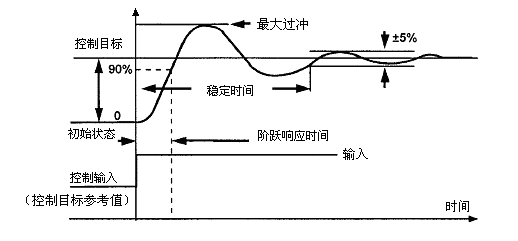 最大过冲
控制目标
±5%
90%
稳定时间
0
初始状态
阶跃响应时间
输入
控制输入
（控制目标参考值）
时间